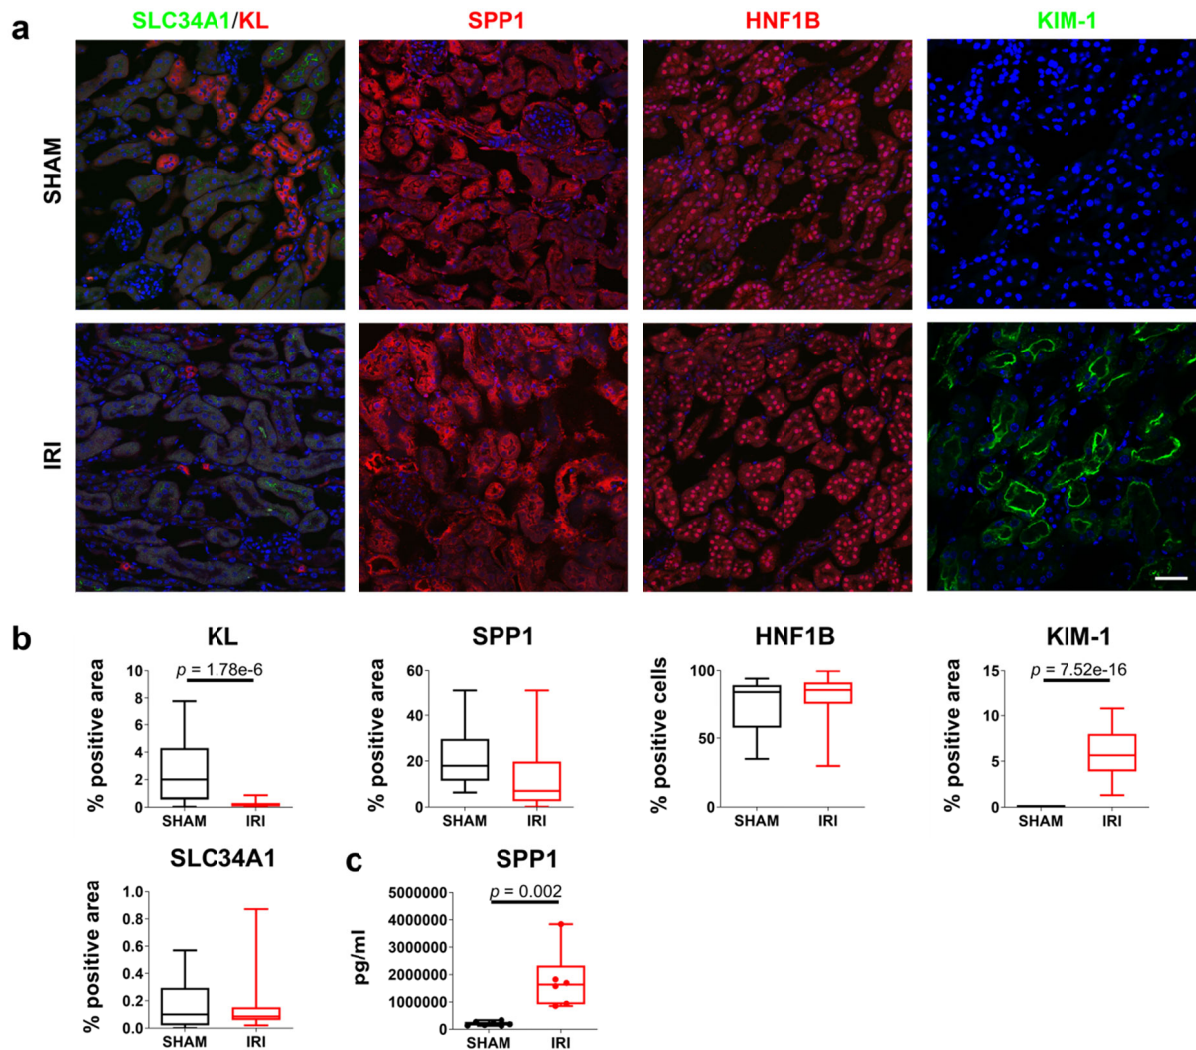 a
SLC34A1/KL
SPP1
HNF1B
KIM-1
SHAM
IRI
b
KL
% positive area
10
8
6
4
2
0
p = 1.78e-6
SHAM
IRI
SPP1
% positive area
60
40
20
0
SHAM
IRI
HNF1B
% positive cells
100
50
0
SHAM
IRI
KIM-1
% positive area
15
10
5
0
p = 7.52e-16
SHAM
IRI
SLC34A1
% positive area
1.0
0.8
0.6
0.4
0.2
0.0
SHAM
IRI
c
SPP1
pg/ml
5000000
4000000
3000000
2000000
1000000
0
p = 0.002
SHAM
IRI